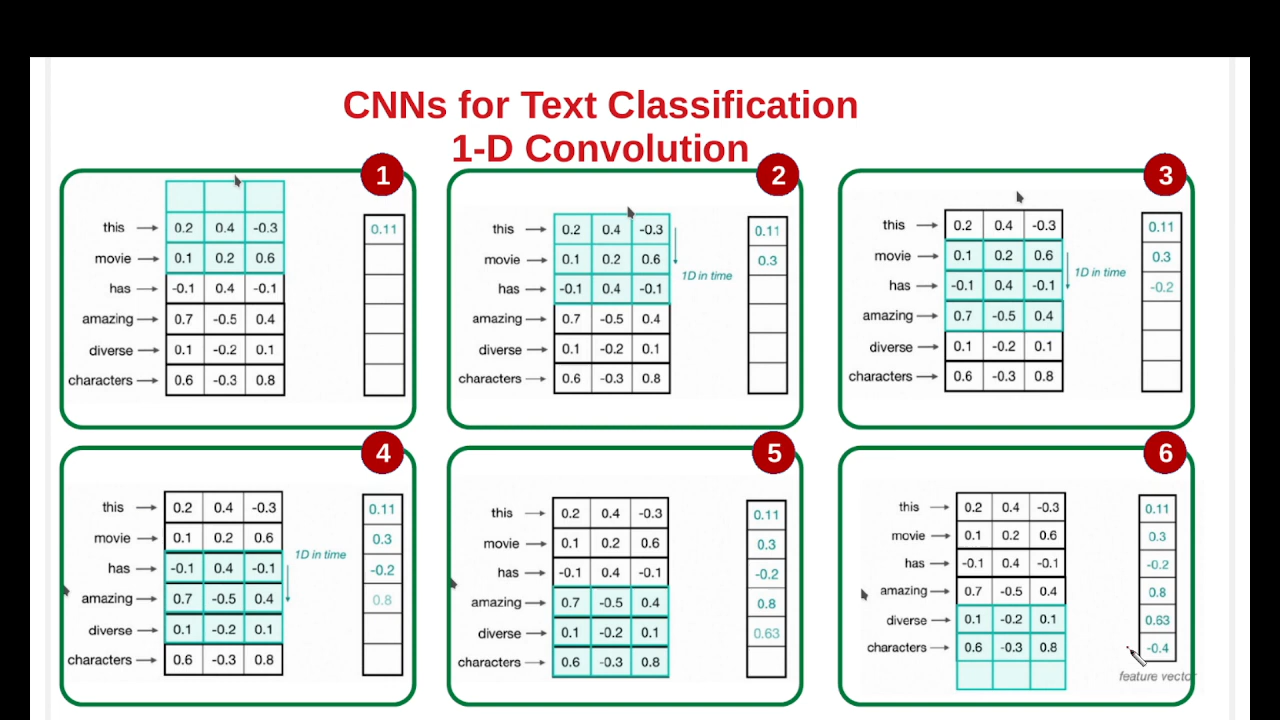 CNNs for Text Classification
1-D Convolution
1
this → 0.2 0.4 -0.3 0.11
movie → 0.1 0.2 0.6
has → -0.1 0.4 -0.1
amazing → 0.7 -0.5 0.4
diverse → 0.1 -0.2 0.1
characters → 0.6 -0.3 0.8
2
this → 0.2 0.4 -0.3 0.11
movie → 0.1 0.2 0.6 0.3
1D in time
has → -0.1 0.4 -0.1
amazing → 0.7 -0.5 0.4
diverse → 0.1 -0.2 0.1
characters → 0.6 -0.3 0.8
3
this → 0.2 0.4 -0.3 0.11
movie → 0.1 0.2 0.6 0.3
1D in time
has → -0.1 0.4 -0.1 -0.2
amazing → 0.7 -0.5 0.4
diverse → 0.1 -0.2 0.1
characters → 0.6 -0.3 0.8
4
this → 0.2 0.4 -0.3 0.11
movie → 0.1 0.2 0.6 0.3
1D in time
has → -0.1 0.4 -0.1 -0.2
amazing → 0.7 -0.5 0.4 0.8
diverse → 0.1 -0.2 0.1
characters → 0.6 -0.3 0.8
5
this → 0.2 0.4 -0.3 0.11
movie → 0.1 0.2 0.6 0.3
has → -0.1 0.4 -0.1 -0.2
amazing → 0.7 -0.5 0.4 0.8
diverse → 0.1 -0.2 0.1 0.63
characters → 0.6 -0.3 0.8
6
this → 0.2 0.4 -0.3 0.11
movie → 0.1 0.2 0.6 0.3
has → -0.1 0.4 -0.1 -0.2
amazing → 0.7 -0.5 0.4 0.8
diverse → 0.1 -0.2 0.1 0.63
characters → 0.6 -0.3 0.8 -0.4
feature vector